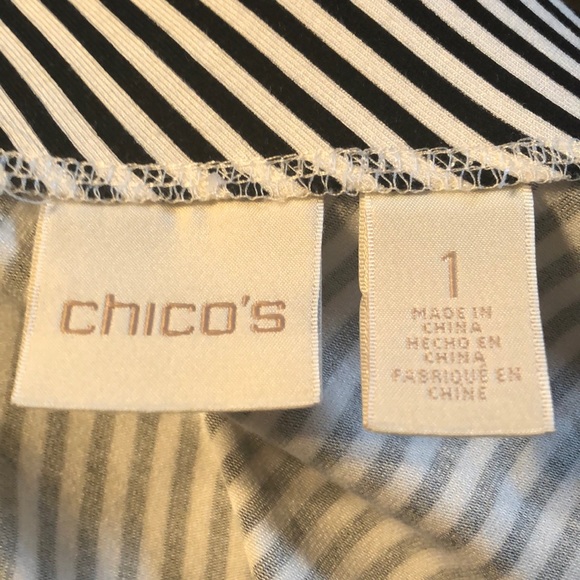 chico's
1
MADE IN
CHINA
HECHO EN
CHINA
FABRIQUÉ EN
CHINE